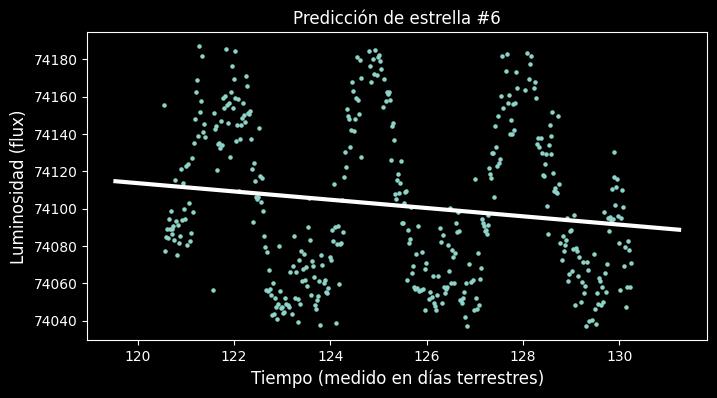 Predicción de estrella #6
Luminosidad (flux)
74180
74160
74140
74120
74100
74080
74060
74040
120 122 124 126 128 130
Tiempo (medido en días terrestres)